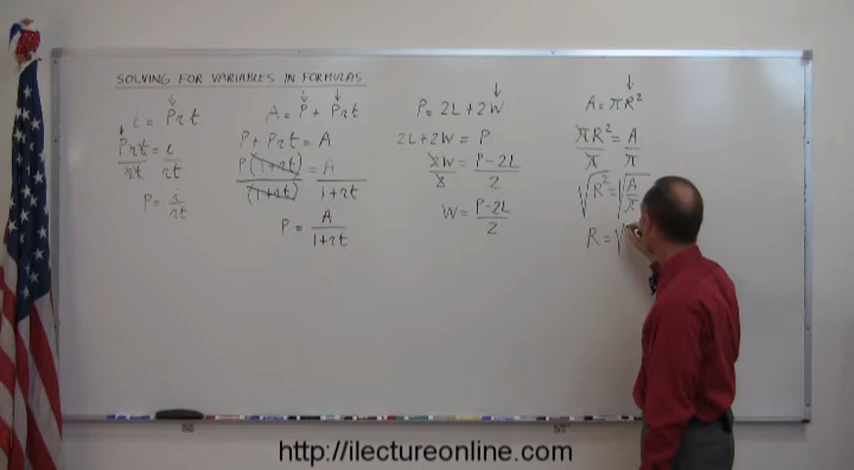 SOLVING FOR VARIABLES IN FORMULAS
i = Prt
Prt/rt = i/rt
P = i/rt
A = P + Prt
P + Prt = A
P(1+rt)/(1+rt) = A/1+rt
P = A/1+rt
P = 2L + 2W
2L + 2W = P
2W/2 = P-2L/2
W = P-2L/2
A = πR²
πR²/π = A/π
√R² = √A/π
R = √
http://ilectureonline.com